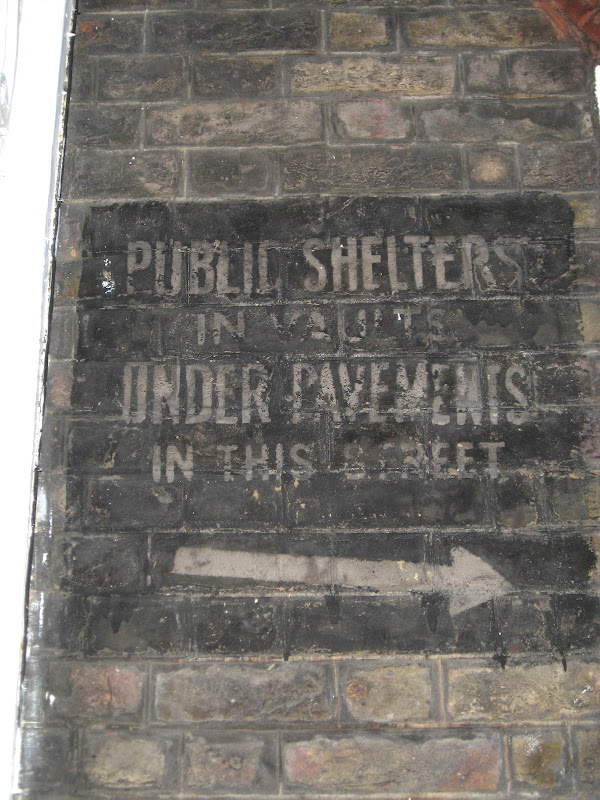 PUBLIC SHELTERS
IN VAULTS
UNDER PAVEMENTS
IN THIS STREET